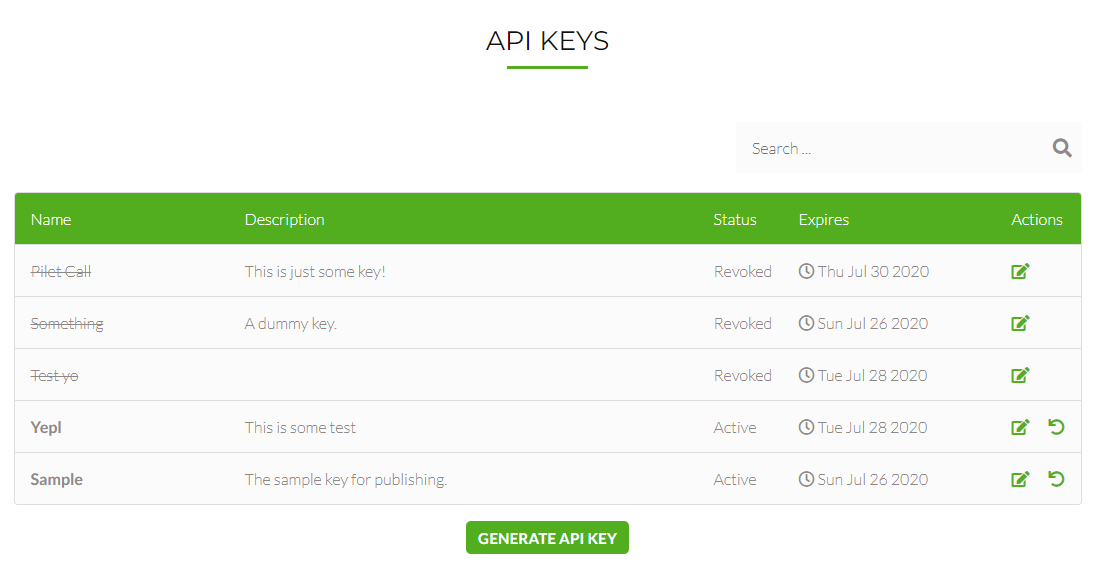 API KEYS
Search ...
Name Description Status Expires Actions
Pilet Call This is just some key! Revoked Thu Jul 30 2020
Something A dummy key. Revoked Sun Jul 26 2020
Test yo Revoked Tue Jul 28 2020
Yepl This is some test Active Tue Jul 28 2020
Sample The sample key for publishing. Active Sun Jul 26 2020
GENERATE API KEY